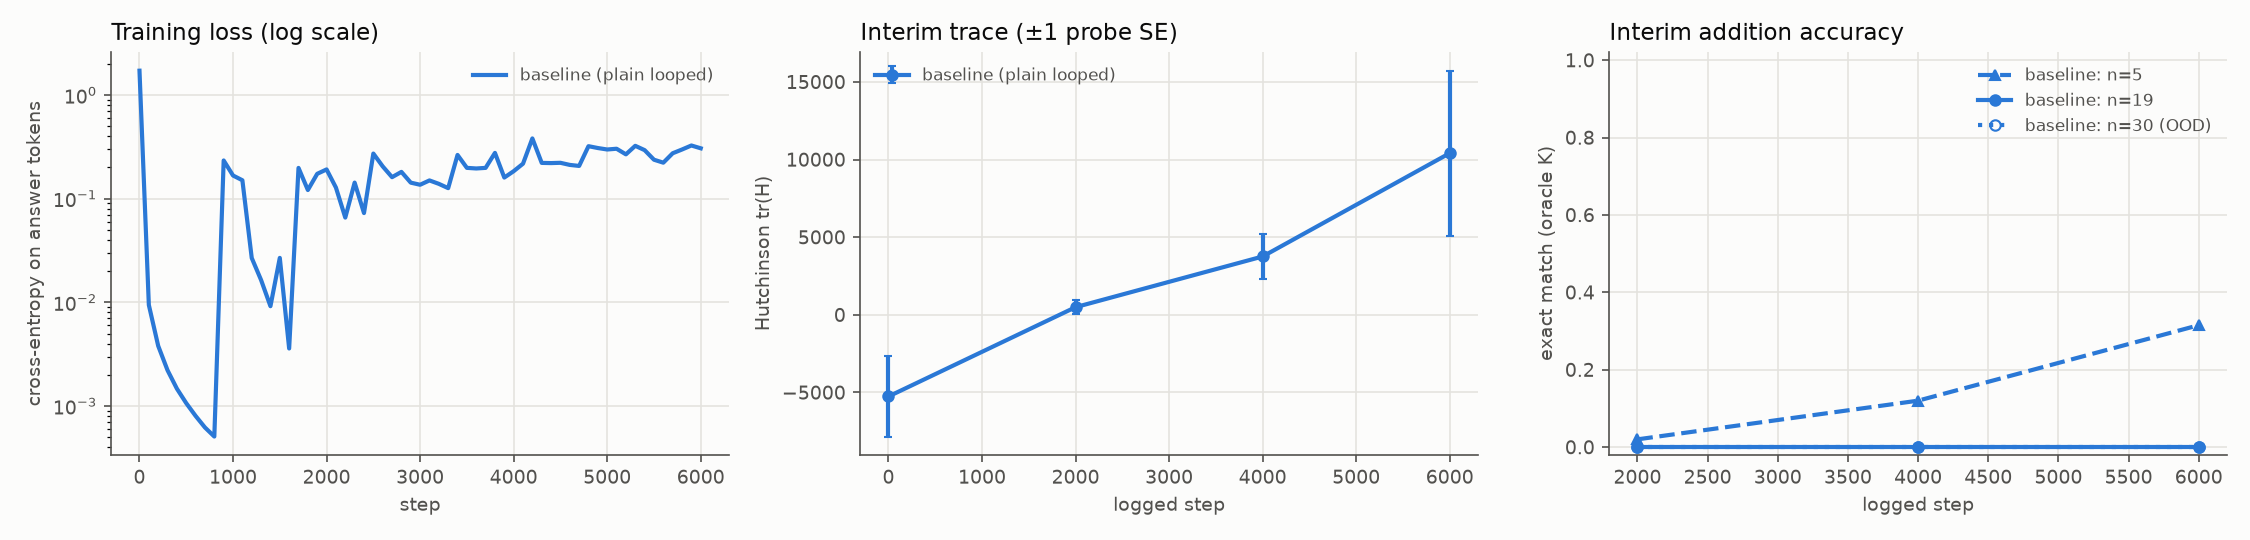 Training loss (log scale)
baseline (plain looped)
10⁰
10⁻¹
10⁻²
10⁻³
cross-entropy on answer tokens
0 1000 2000 3000 4000 5000 6000
step
Interim trace (±1 probe SE)
baseline (plain looped)
15000
10000
5000
0
−5000
Hutchinson tr(H)
0 1000 2000 3000 4000 5000 6000
logged step
Interim addition accuracy
baseline: n=5
baseline: n=19
baseline: n=30 (OOD)
1.0
0.8
0.6
0.4
0.2
0.0
exact match (oracle K)
2000 2500 3000 3500 4000 4500 5000 5500 6000
logged step